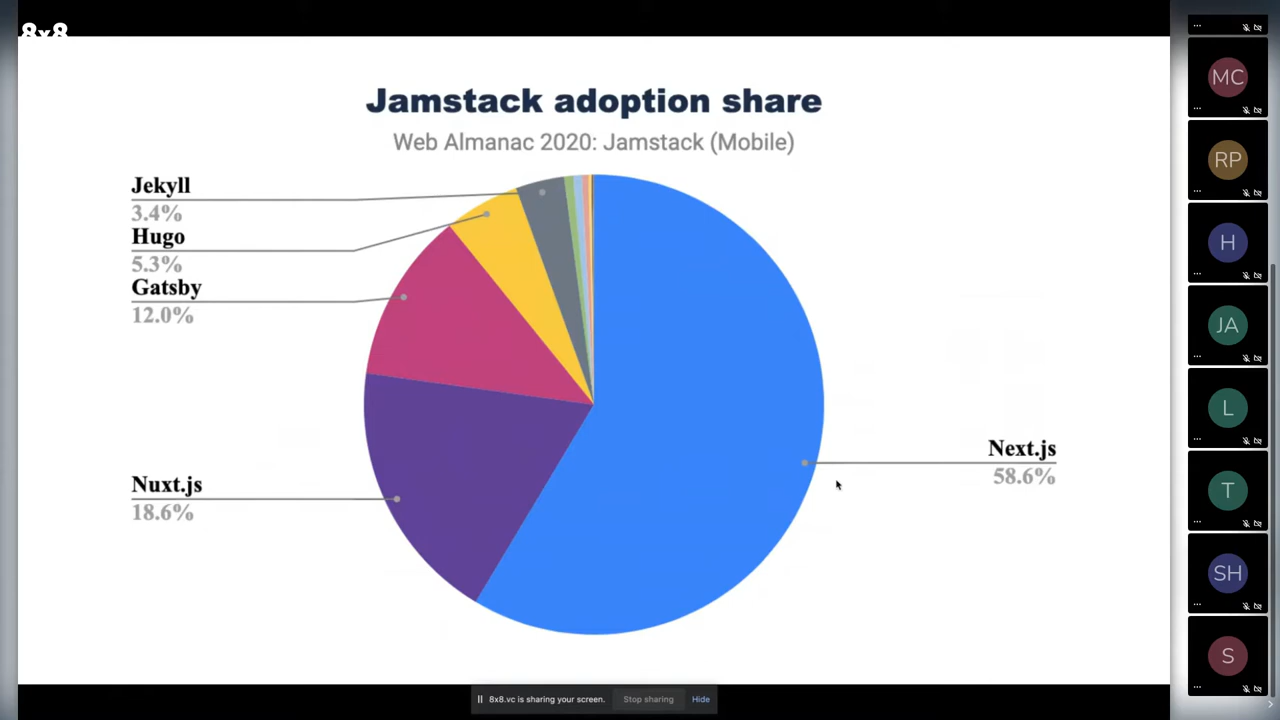 8x8
Jamstack adoption share
Web Almanac 2020: Jamstack (Mobile)
Jekyll
3.4%
Hugo
5.3%
Gatsby
12.0%
Nuxt.js
18.6%
Next.js
58.6%
8x8.vc is sharing your screen.
Stop sharing
Hide
MC
RP
H
JA
L
T
SH
S